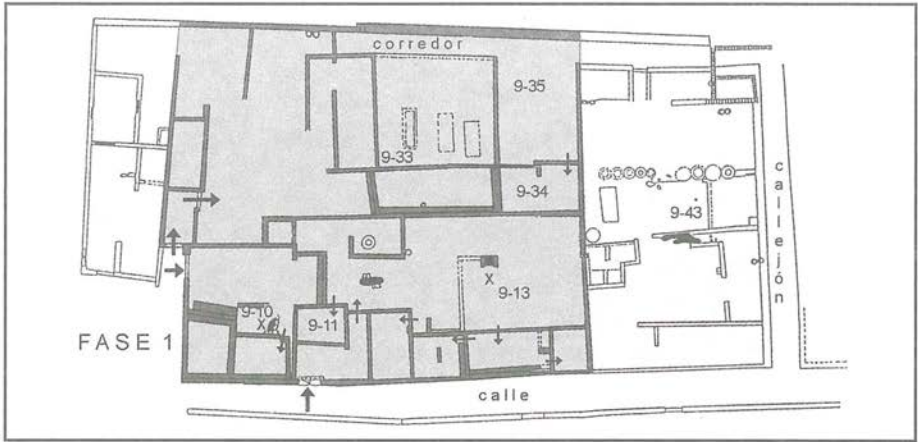 corredor
9-35
9-33
9-34
9-43
callejón
9-13
X
9-10
X
9-11
FASE 1
calle